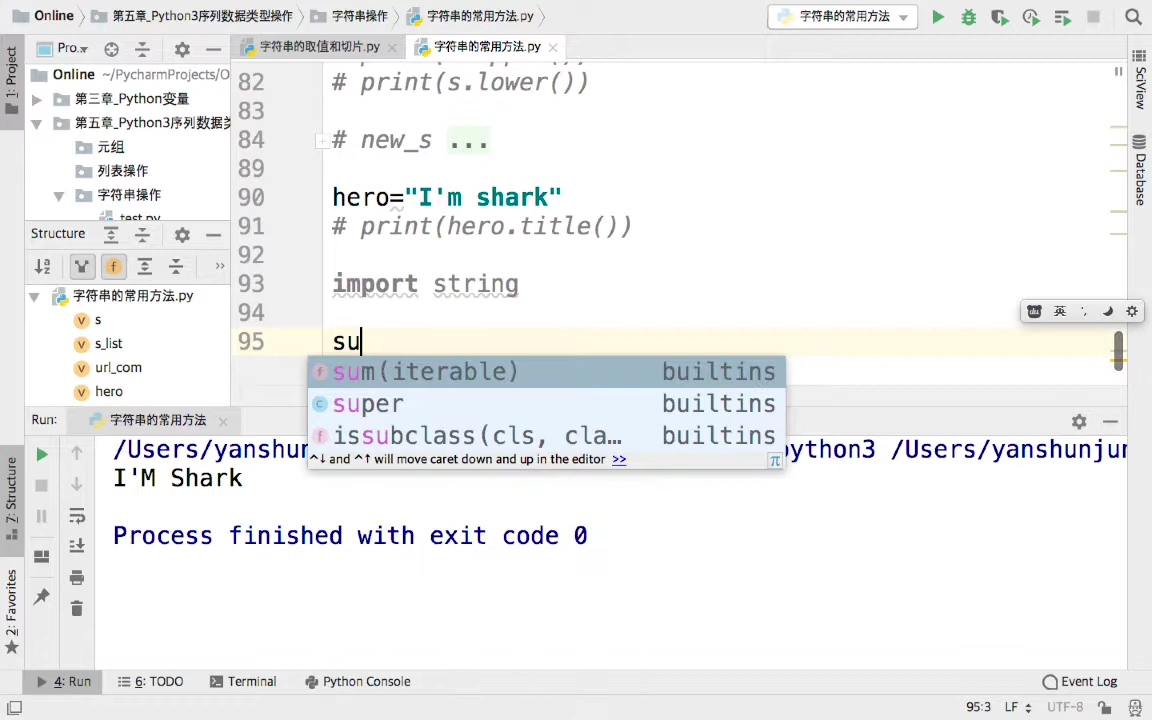 Online 第五章_Python3序列数据类型操作 字符串操作 字符串的常用方法.py 字符串的常用方法
1: Project
Pro..
字符串的取值和切片.py 字符串的常用方法.py
Online ~/PycharmProjects/O
第三章_Python变量
第五章_Python3序列数据类
元组
列表操作
字符串操作
test.py
Structure
字符串的常用方法.py
s
s_list
url_com
hero
82 # print(s.lower())
83
84 # new_s ...
89
90 hero="I'm shark"
91 # print(hero.title())
92
93 import string
94
95 su
sum(iterable) builtins
super builtins
issubclass(cls, cla... builtins
^↓ and ^↑ will move caret down and up in the editor >>
π
SciView
Database
du 英
Run: 字符串的常用方法
/Users/yanshun ython3 /Users/yanshunjun
I'M Shark
Process finished with exit code 0
7: Structure
2: Favorites
4: Run 6: TODO Terminal Python Console Event Log
95:3 LF UTF-8